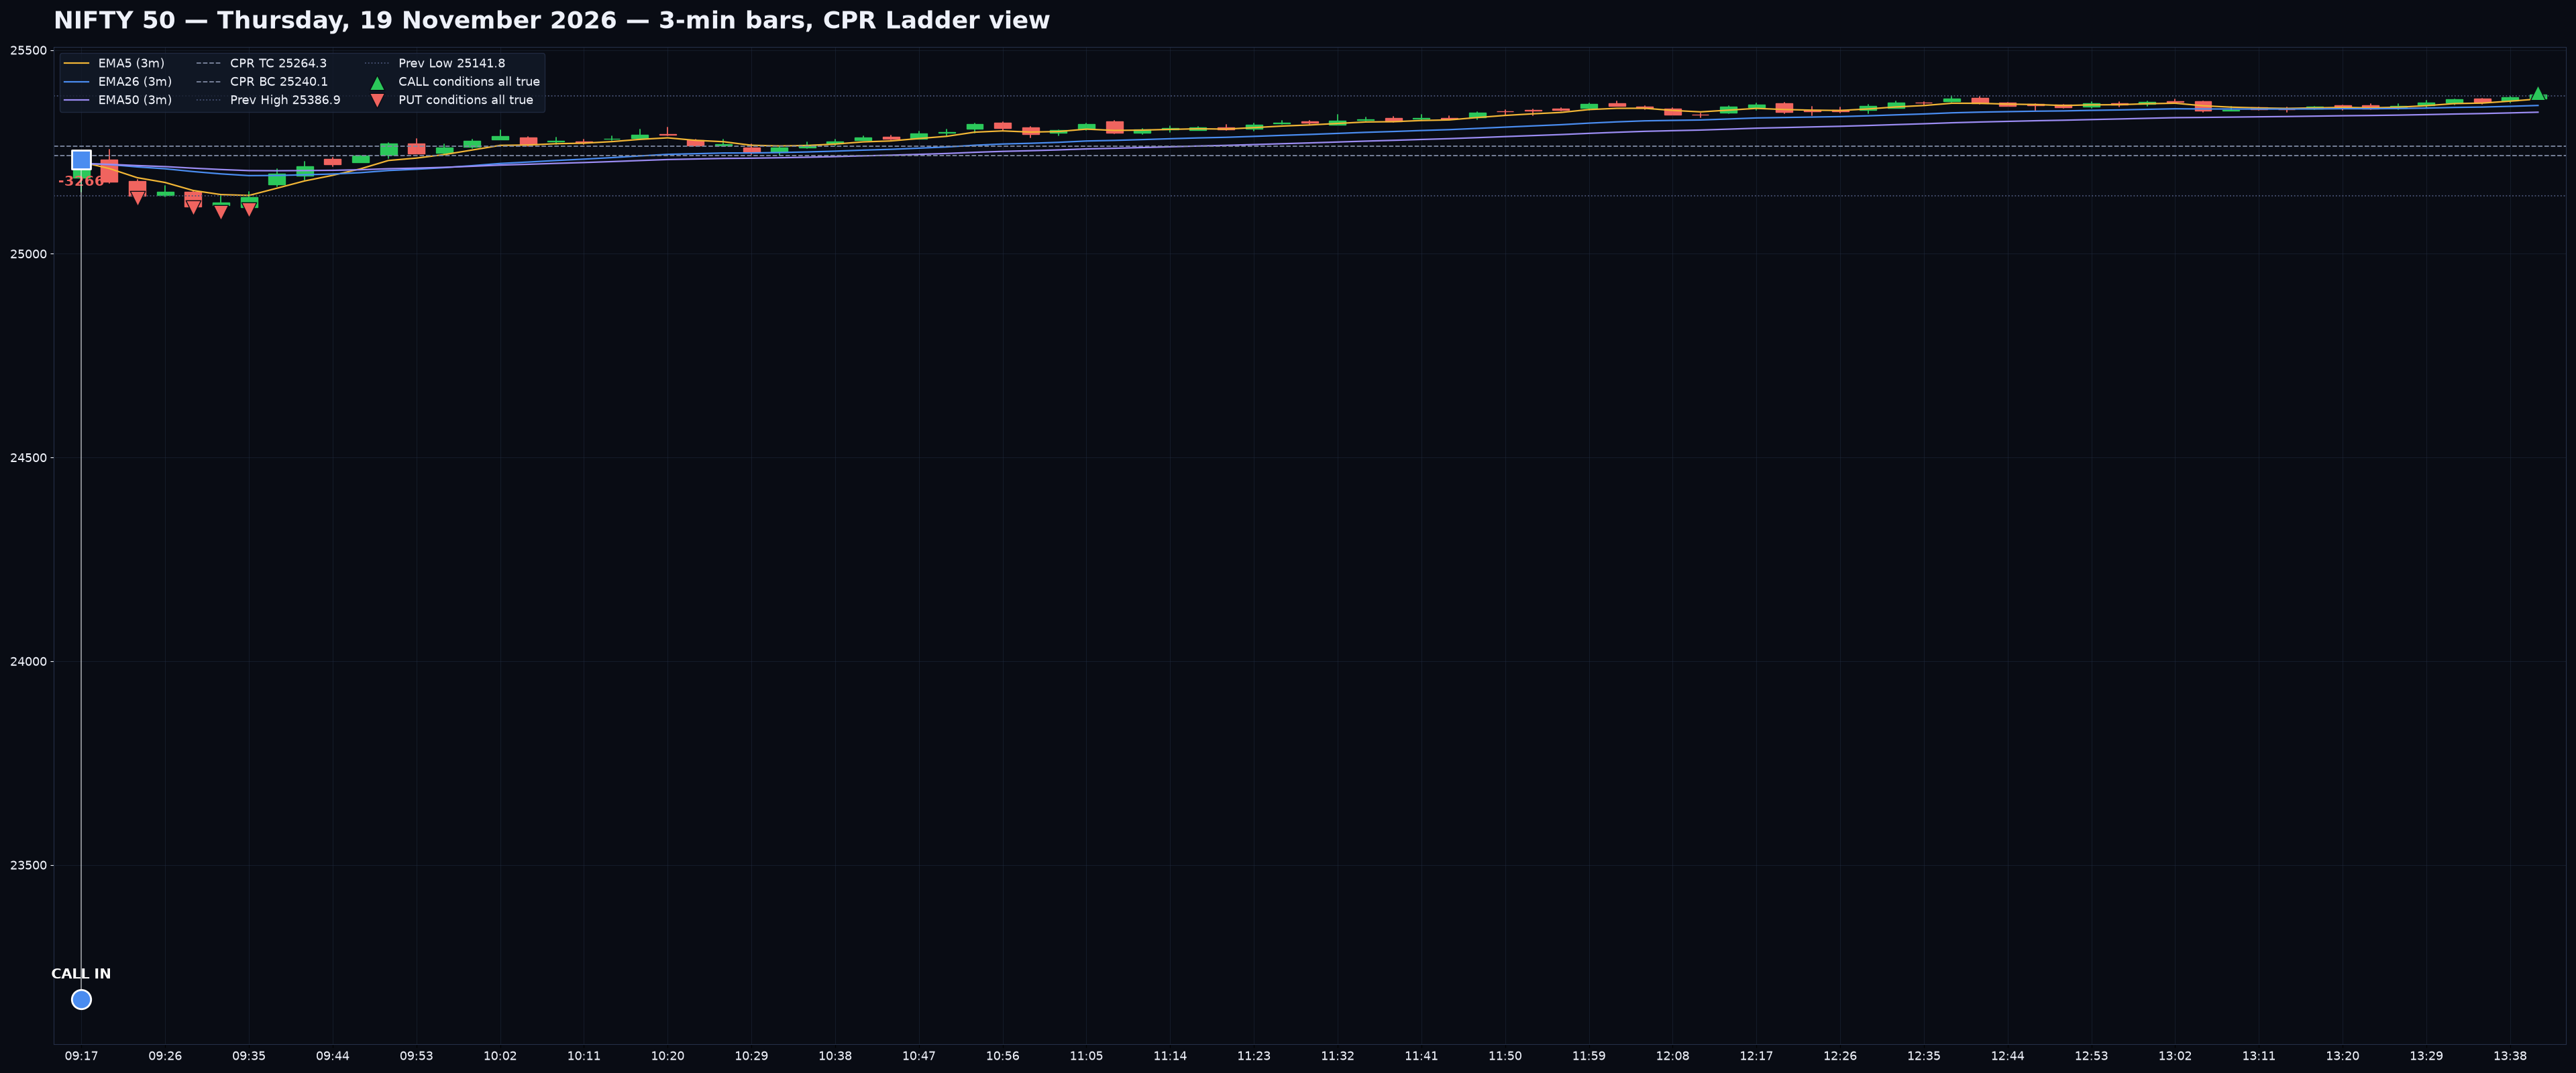 NIFTY 50 — Thursday, 19 November 2026 — 3-min bars, CPR Ladder view
25500
25000
24500
24000
23500
EMA5 (3m)
EMA26 (3m)
EMA50 (3m)
CPR TC 25264.3
CPR BC 25240.1
Prev High 25386.9
Prev Low 25141.8
CALL conditions all true
PUT conditions all true
-3266
CALL IN
09:17 09:26 09:35 09:44 09:53 10:02 10:11 10:20 10:29 10:38 10:47 10:56 11:05 11:14 11:23 11:32 11:41 11:50 11:59 12:08 12:17 12:26 12:35 12:44 12:53 13:02 13:11 13:20 13:29 13:38